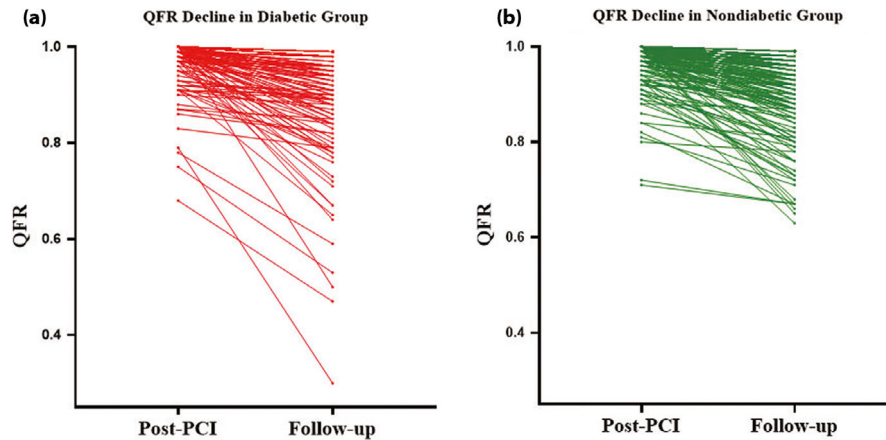 (a)
QFR Decline in Diabetic Group
1.0
0.8
0.6
0.4
QFR
Post-PCI Follow-up
(b)
QFR Decline in Nondiabetic Group
1.0
0.8
0.6
0.4
QFR
Post-PCI Follow-up